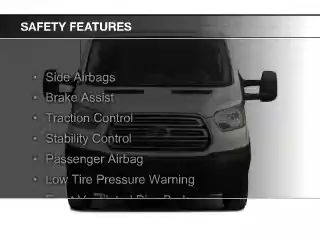 SAFETY FEATURES
• Side Airbags
• Brake Assist
• Traction Control
• Stability Control
• Passenger Airbag
• Low Tire Pressure Warning